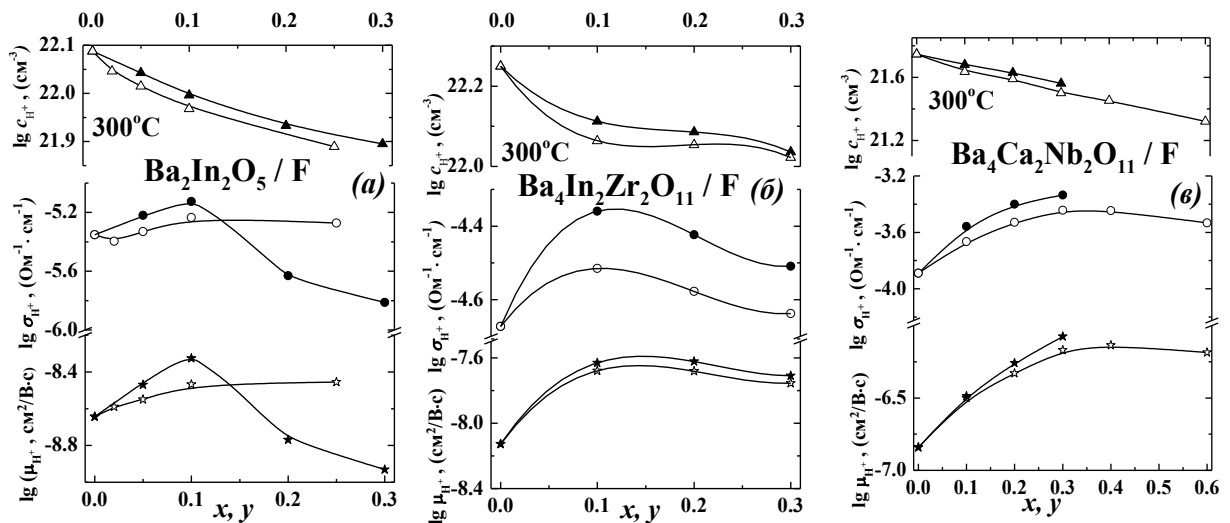 0.0 0.1 0.2 0.3
22.1
22.0
21.9
lg c_H⁺, (см⁻³)
300°C
Ba₂In₂O₅ / F
(а)
-5.2
-5.6
-6.0
lg σ_H⁺, (Ом⁻¹· см⁻¹)
-8.4
-8.8
lg (μ_H⁺, см²/В·с)
0.0 0.1 0.2 0.3
x, y
0.0 0.1 0.2 0.3
22.2
22.0
lg c_H⁺, (см⁻³)
300°C
Ba₄In₂Zr₂O₁₁ / F
(б)
-4.4
-4.6
lg σ_H⁺, (Ом⁻¹· см⁻¹)
-7.6
-8.0
-8.4
lg μ_H⁺, (см²/В·с)
0.0 0.1 0.2 0.3
x, y
21.6
21.2
lg c_H⁺, (см⁻³)
300°C
Ba₄Ca₂Nb₂O₁₁ / F
(в)
-3.2
-3.6
-4.0
lg σ_H⁺, (Ом⁻¹· см⁻¹)
-6.5
-7.0
lg μ_H⁺, (см²/В·с)
0.0 0.1 0.2 0.3 0.4 0.5 0.6
x, y